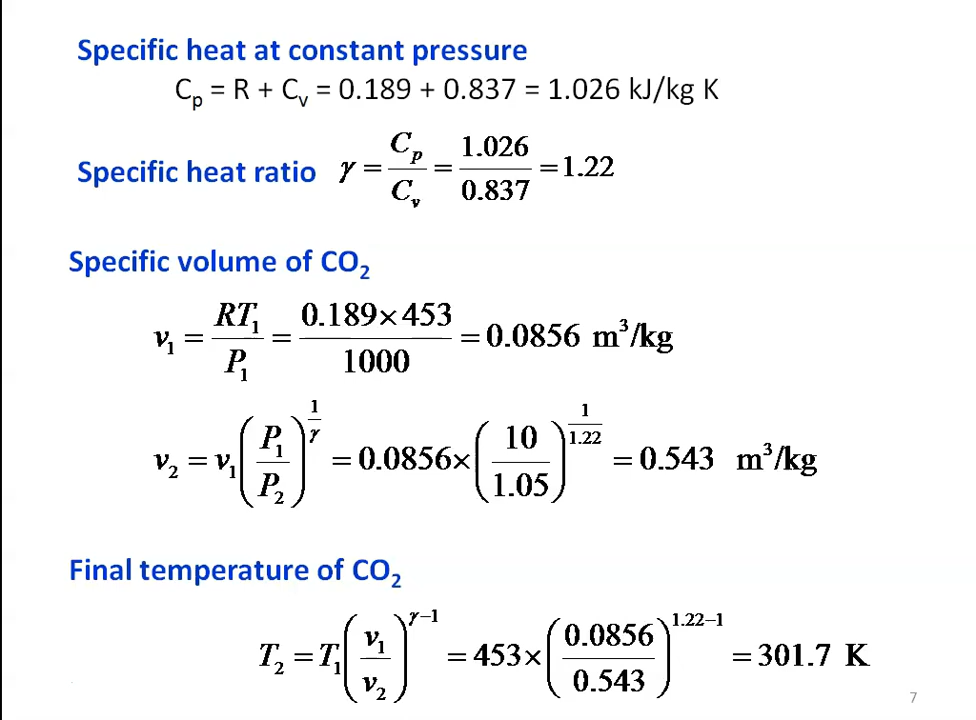 Specific heat at constant pressure
Cₚ = R + Cᵥ = 0.189 + 0.837 = 1.026 kJ/kg K
Specific heat ratio γ = Cₚ/Cᵥ = 1.026/0.837 = 1.22
Specific volume of CO₂
v₁ = RT₁/P₁ = 0.189×453/1000 = 0.0856 m³/kg
v₂ = v₁(P₁/P₂)^(1/γ) = 0.0856×(10/1.05)^(1/1.22) = 0.543 m³/kg
Final temperature of CO₂
T₂ = T₁(v₁/v₂)^(γ−1) = 453×(0.0856/0.543)^(1.22−1) = 301.7 K
7